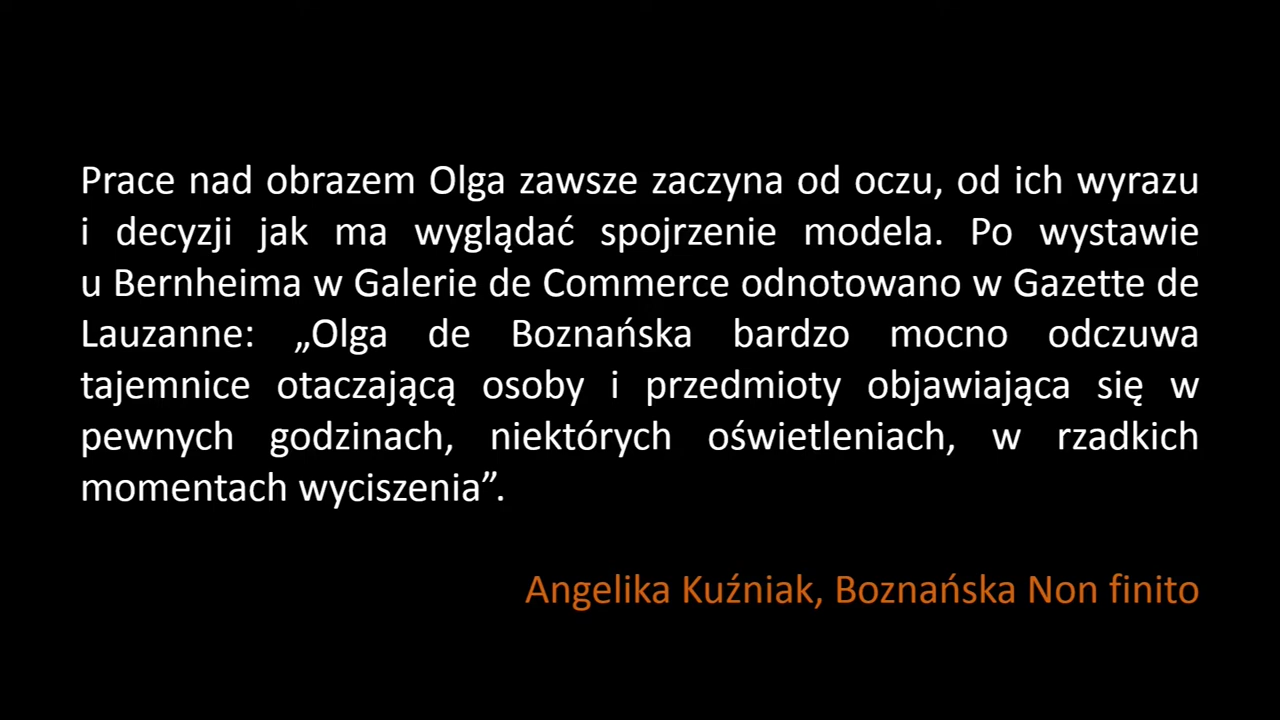 Prace nad obrazem Olga zawsze zaczyna od oczu, od ich wyrazu
i decyzji jak ma wyglądać spojrzenie modela. Po wystawie
u Bernheima w Galerie de Commerce odnotowano w Gazette de
Lauzanne: „Olga de Boznańska bardzo mocno odczuwa
tajemnice otaczającą osoby i przedmioty objawiająca się w
pewnych godzinach, niektórych oświetleniach, w rzadkich
momentach wyciszenia”.
Angelika Kuźniak, Boznańska Non finito